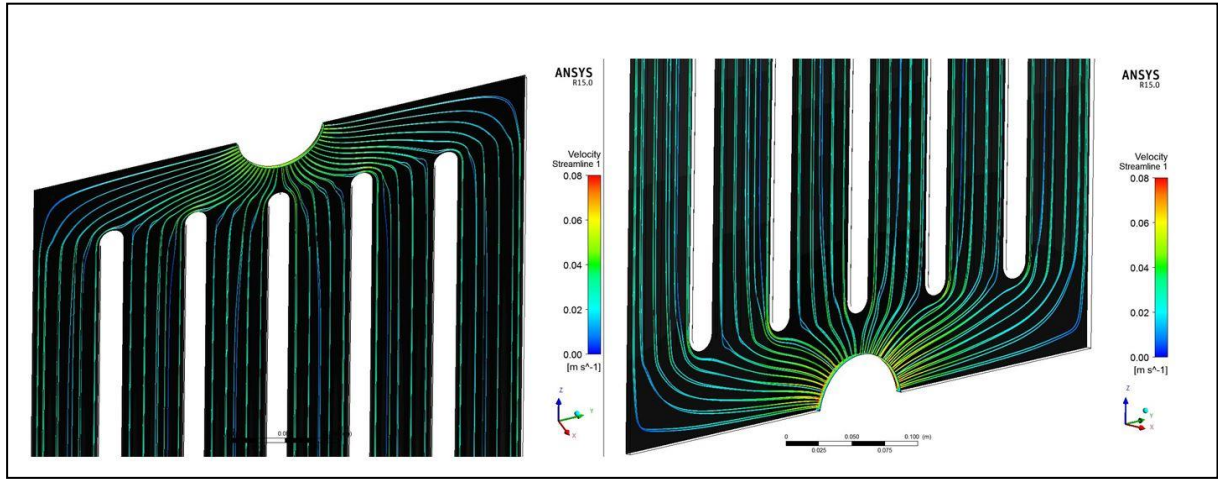 ANSYS
R15.0
Velocity
Streamline 1
0.08
0.06
0.04
0.02
0.00
[m s^-1]
Z
Y
X
ANSYS
R15.0
Velocity
Streamline 1
0.08
0.06
0.04
0.02
0.00
[m s^-1]
0 0.050 0.100 (m)
0.025 0.075
Z
Y
X